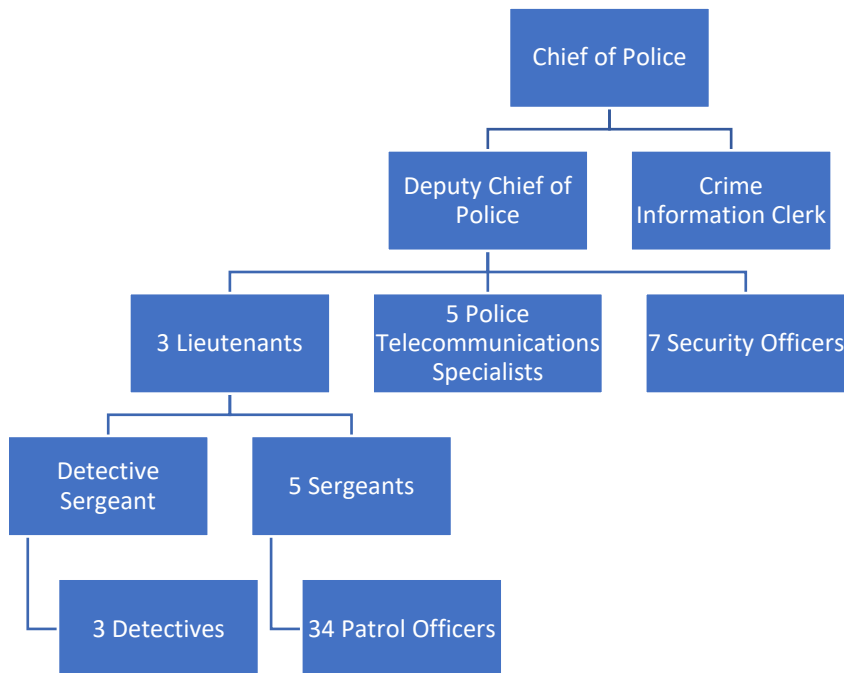 Chief of Police
Deputy Chief of
Police
Crime
Information Clerk
3 Lieutenants
5 Police
Telecommunications
Specialists
7 Security Officers
Detective
Sergeant
5 Sergeants
3 Detectives
34 Patrol Officers